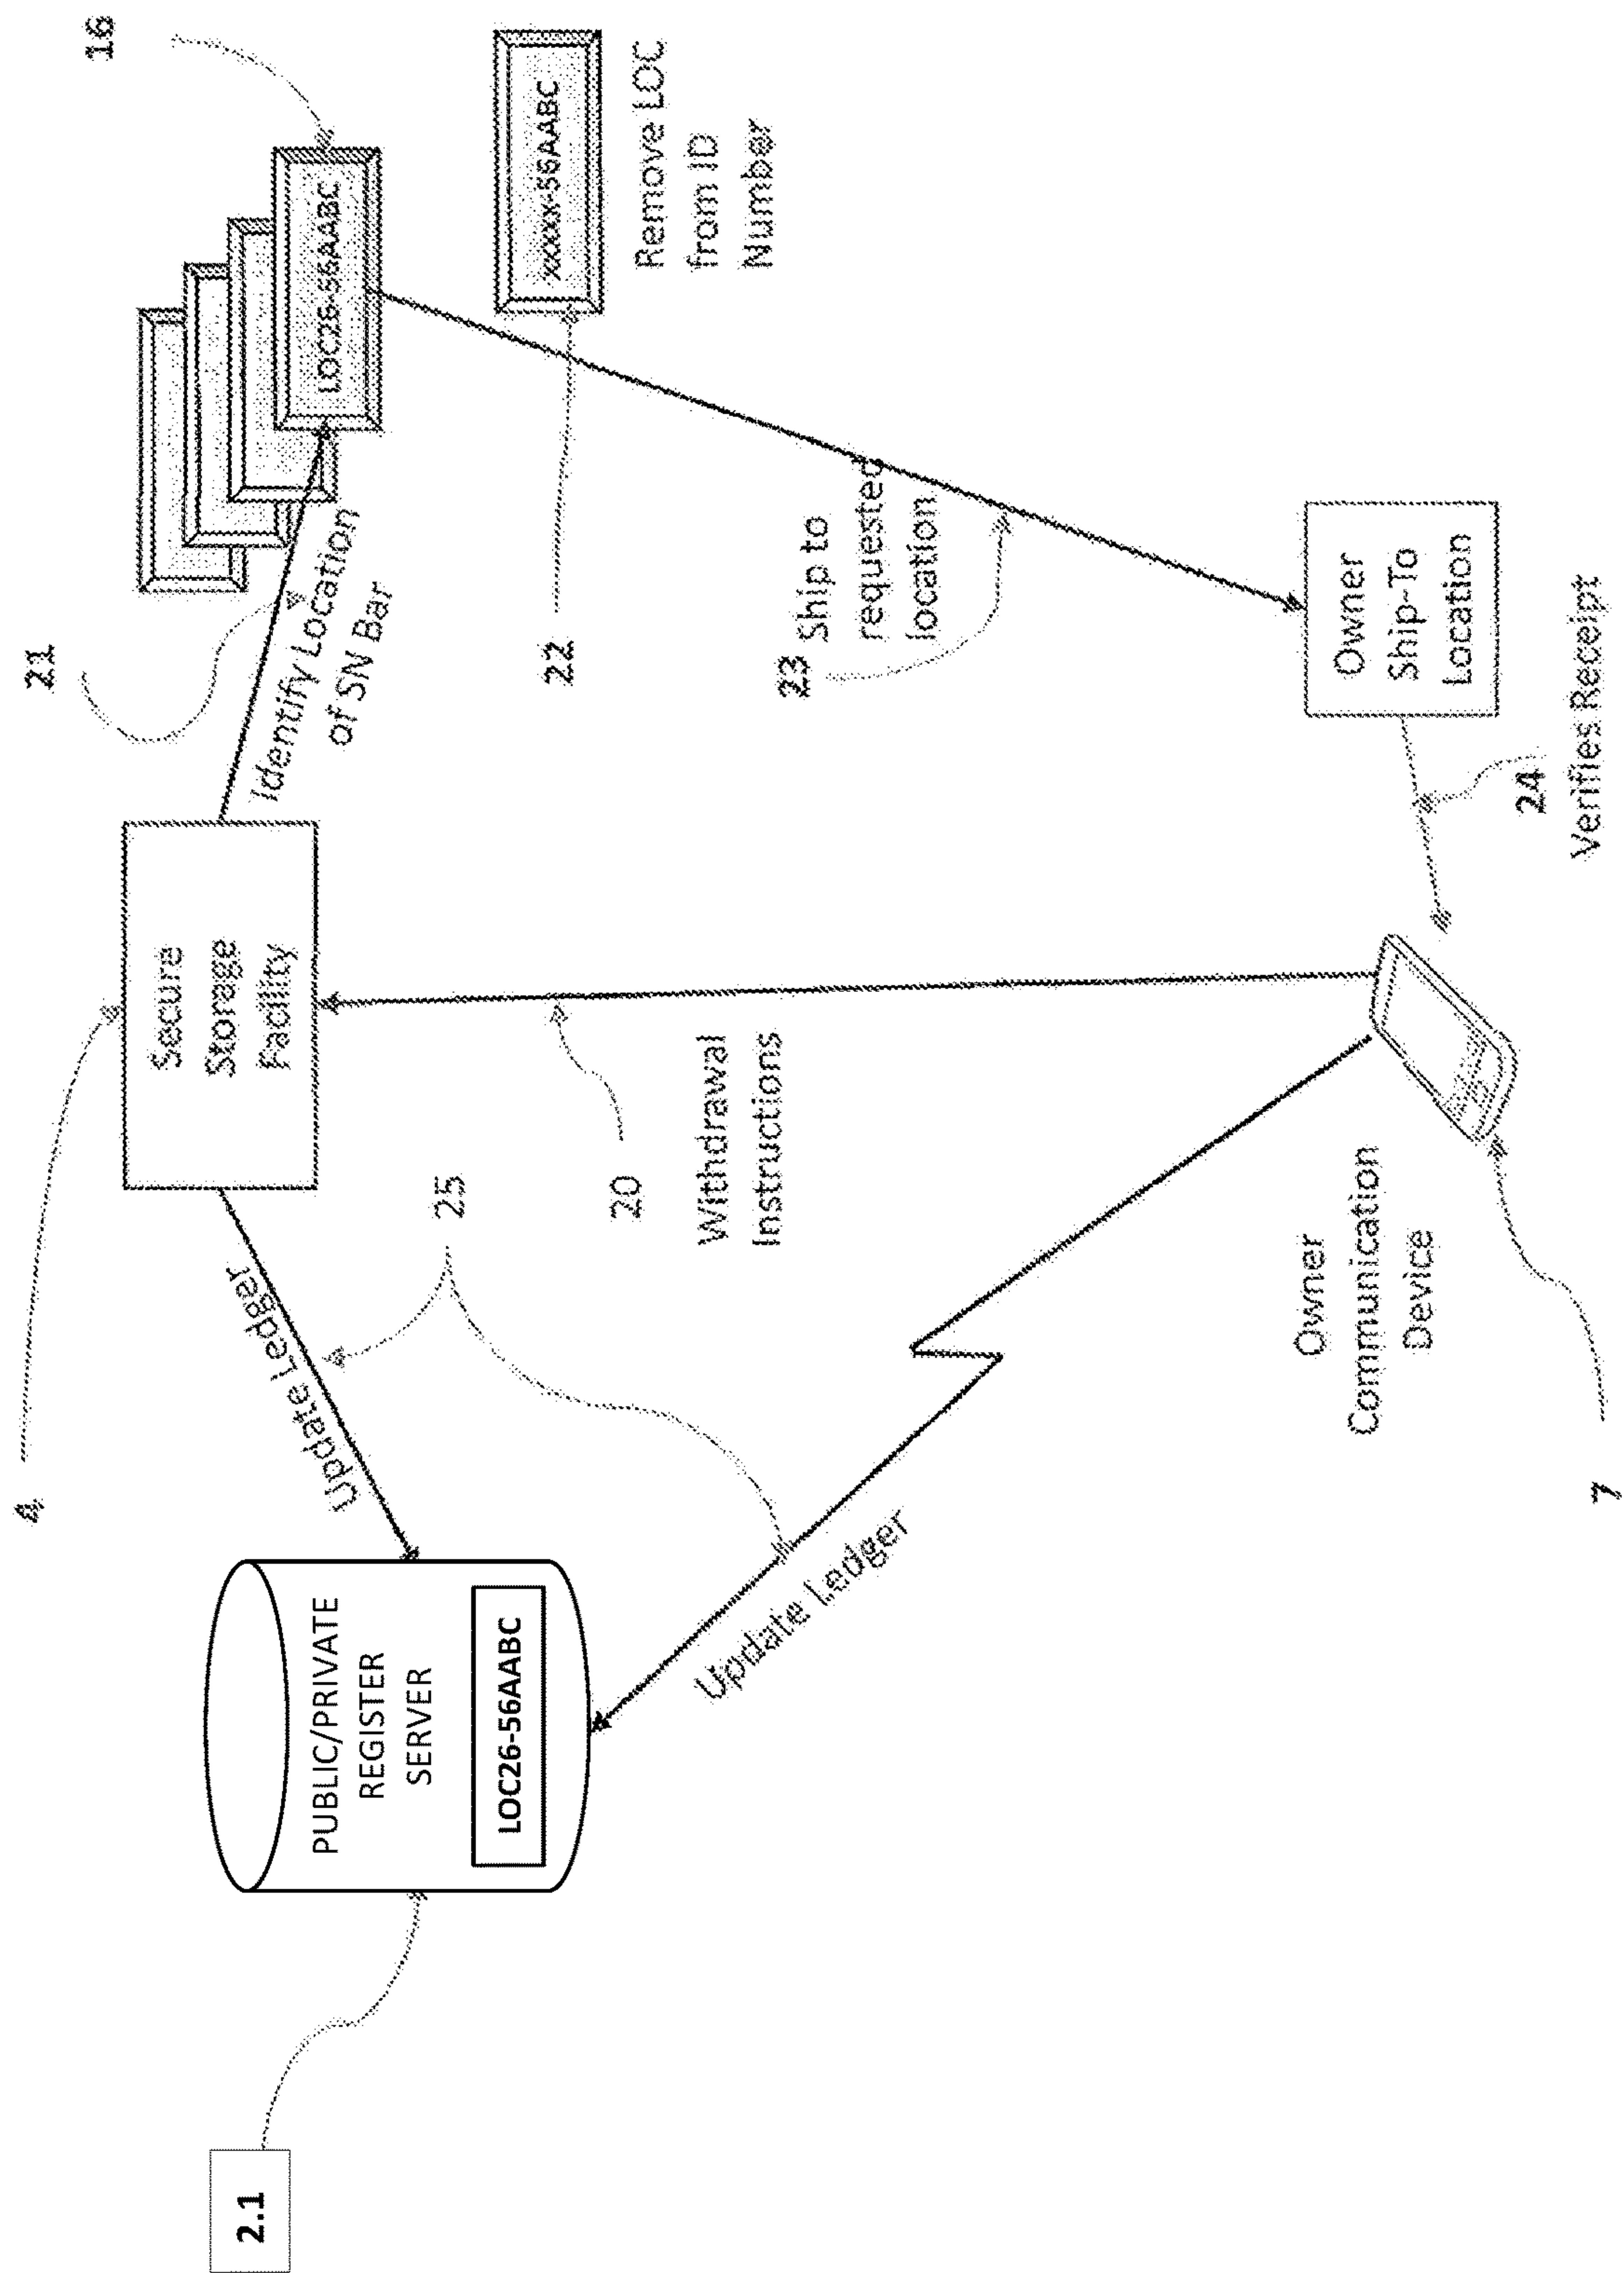 4
21
16
Secure
Storage
Facility
LOC26-56AABC
Identify Location
of SN Bar
Update Ledger
25
20
Withdrawal
Instructions
22
XXXXX-56AABC
Remove LOC
from ID
Number
2.1
PUBLIC/PRIVATE
REGISTER
SERVER
LOC26-56AABC
Update Ledger
23
Ship to
requested
location
Owner
Communication
Device
7
Owner
Ship-To
Location
24
Verifies Receipt